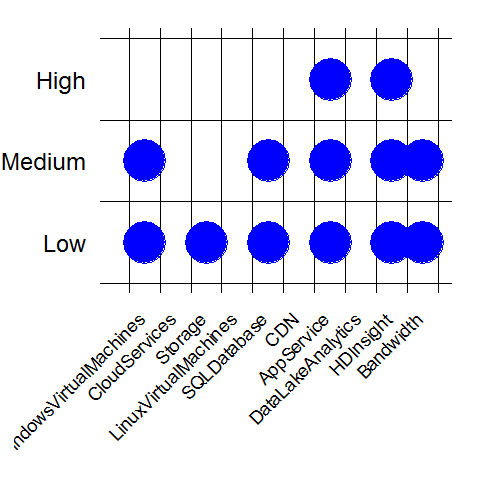 High
Medium
Low
ndowsVirtualMachines
CloudServices
Storage
LinuxVirtualMachines
SQLDatabase
CDN
AppService
DataLakeAnalytics
HDInsight
Bandwidth